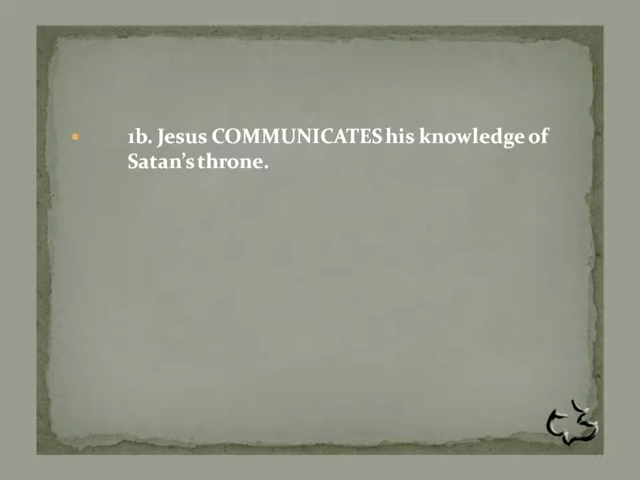 • 1b. Jesus COMMUNICATES his knowledge of
Satan’s throne.